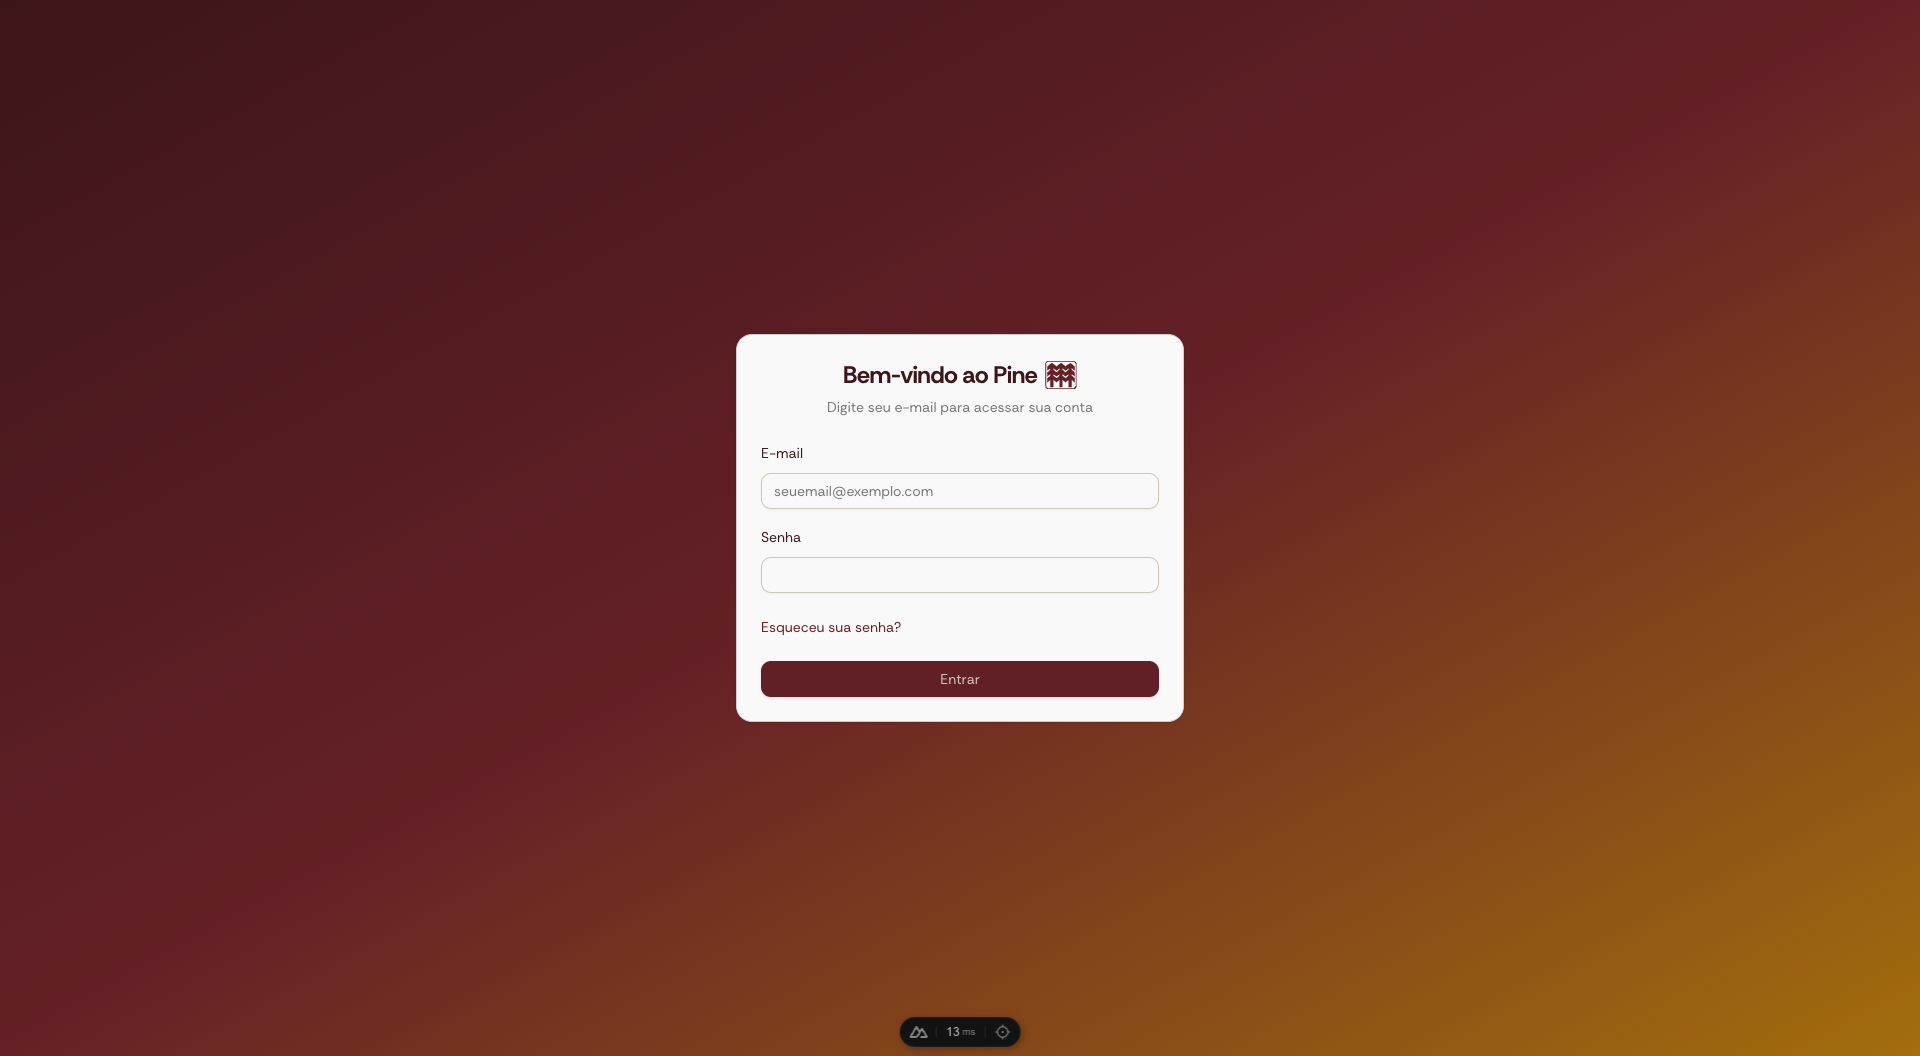 Bem-vindo ao Pine
Digite seu e-mail para acessar sua conta
E-mail
seuemail@exemplo.com
Senha
Esqueceu sua senha?
Entrar
13 ms